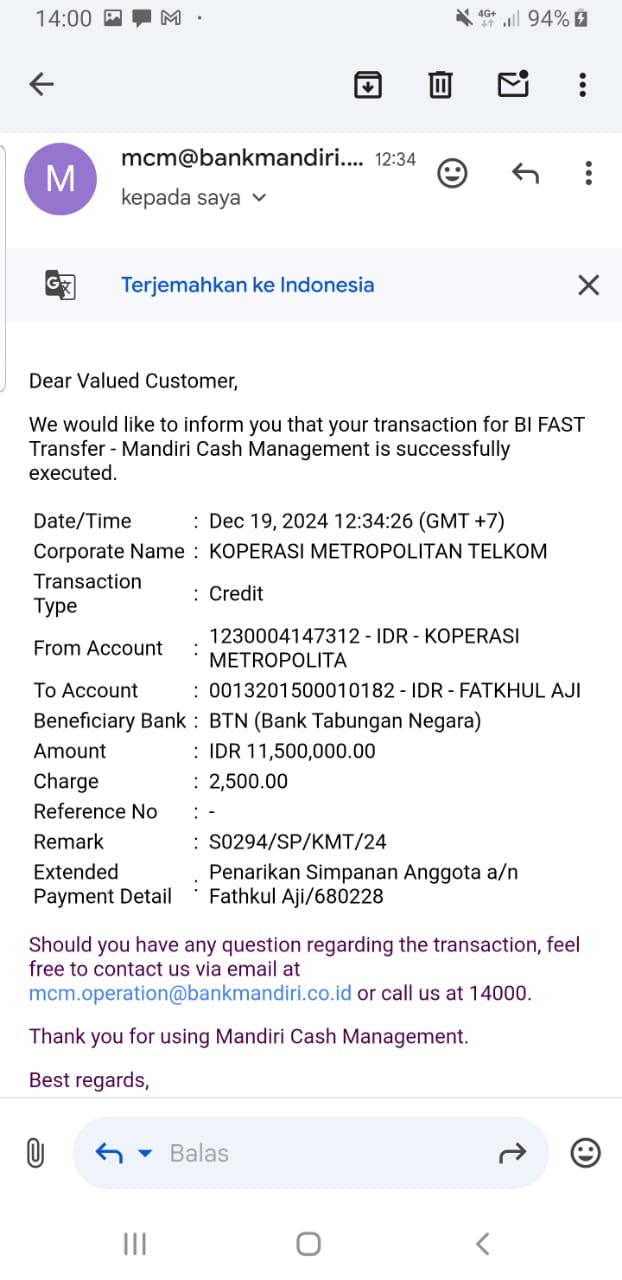 14:00
4G+ 94%
mcm@bankmandiri.... 12:34
M
kepada saya
Terjemahkan ke Indonesia
Dear Valued Customer,
We would like to inform you that your transaction for BI FAST
Transfer - Mandiri Cash Management is successfully
executed.
Date/Time : Dec 19, 2024 12:34:26 (GMT +7)
Corporate Name : KOPERASI METROPOLITAN TELKOM
Transaction
Type : Credit
From Account : 1230004147312 - IDR - KOPERASI
METROPOLITA
To Account : 0013201500010182 - IDR - FATKHUL AJI
Beneficiary Bank : BTN (Bank Tabungan Negara)
Amount : IDR 11,500,000.00
Charge : 2,500.00
Reference No : -
Remark : S0294/SP/KMT/24
Extended
Payment Detail : Penarikan Simpanan Anggota a/n
Fathkul Aji/680228
Should you have any question regarding the transaction, feel
free to contact us via email at
mcm.operation@bankmandiri.co.id or call us at 14000.
Thank you for using Mandiri Cash Management.
Best regards,
Balas